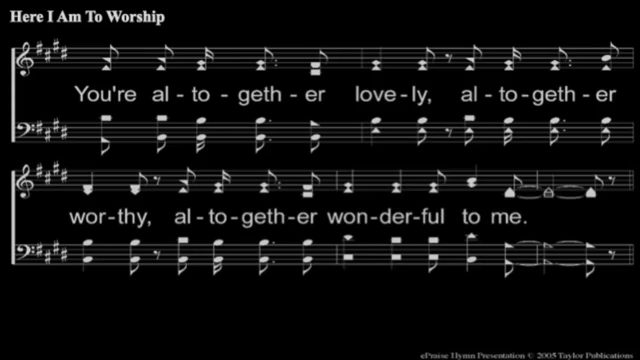 Here I Am To Worship
You're al - to - geth - er love - ly, al - to - geth - er
wor - thy, al - to - geth - er won - der - ful to me.
ePraise Hymn Presentation © 2005 Taylor Publications